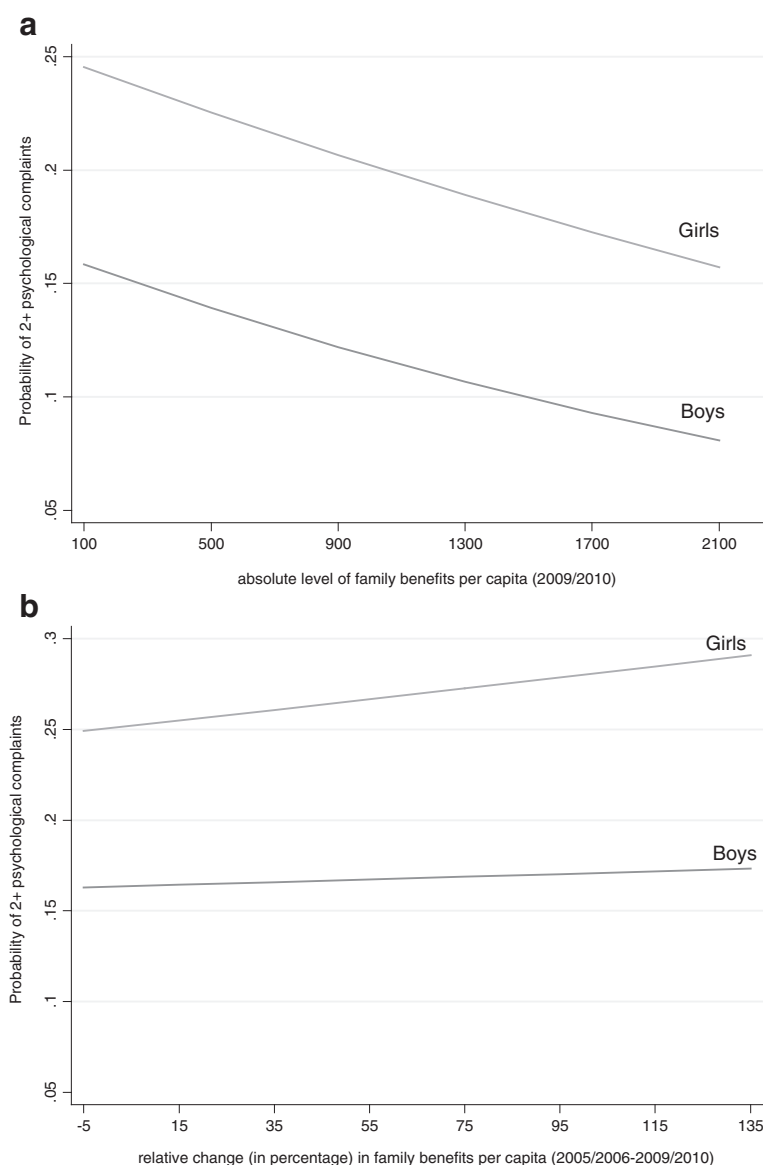 a
Probability of 2+ psychological complaints
.25
.2
.15
.1
.05
Girls
Boys
100 500 900 1300 1700 2100
absolute level of family benefits per capita (2009/2010)
b
Probability of 2+ psychological complaints
.3
.25
.2
.15
.1
.05
Girls
Boys
-5 15 35 55 75 95 115 135
relative change (in percentage) in family benefits per capita (2005/2006-2009/2010)